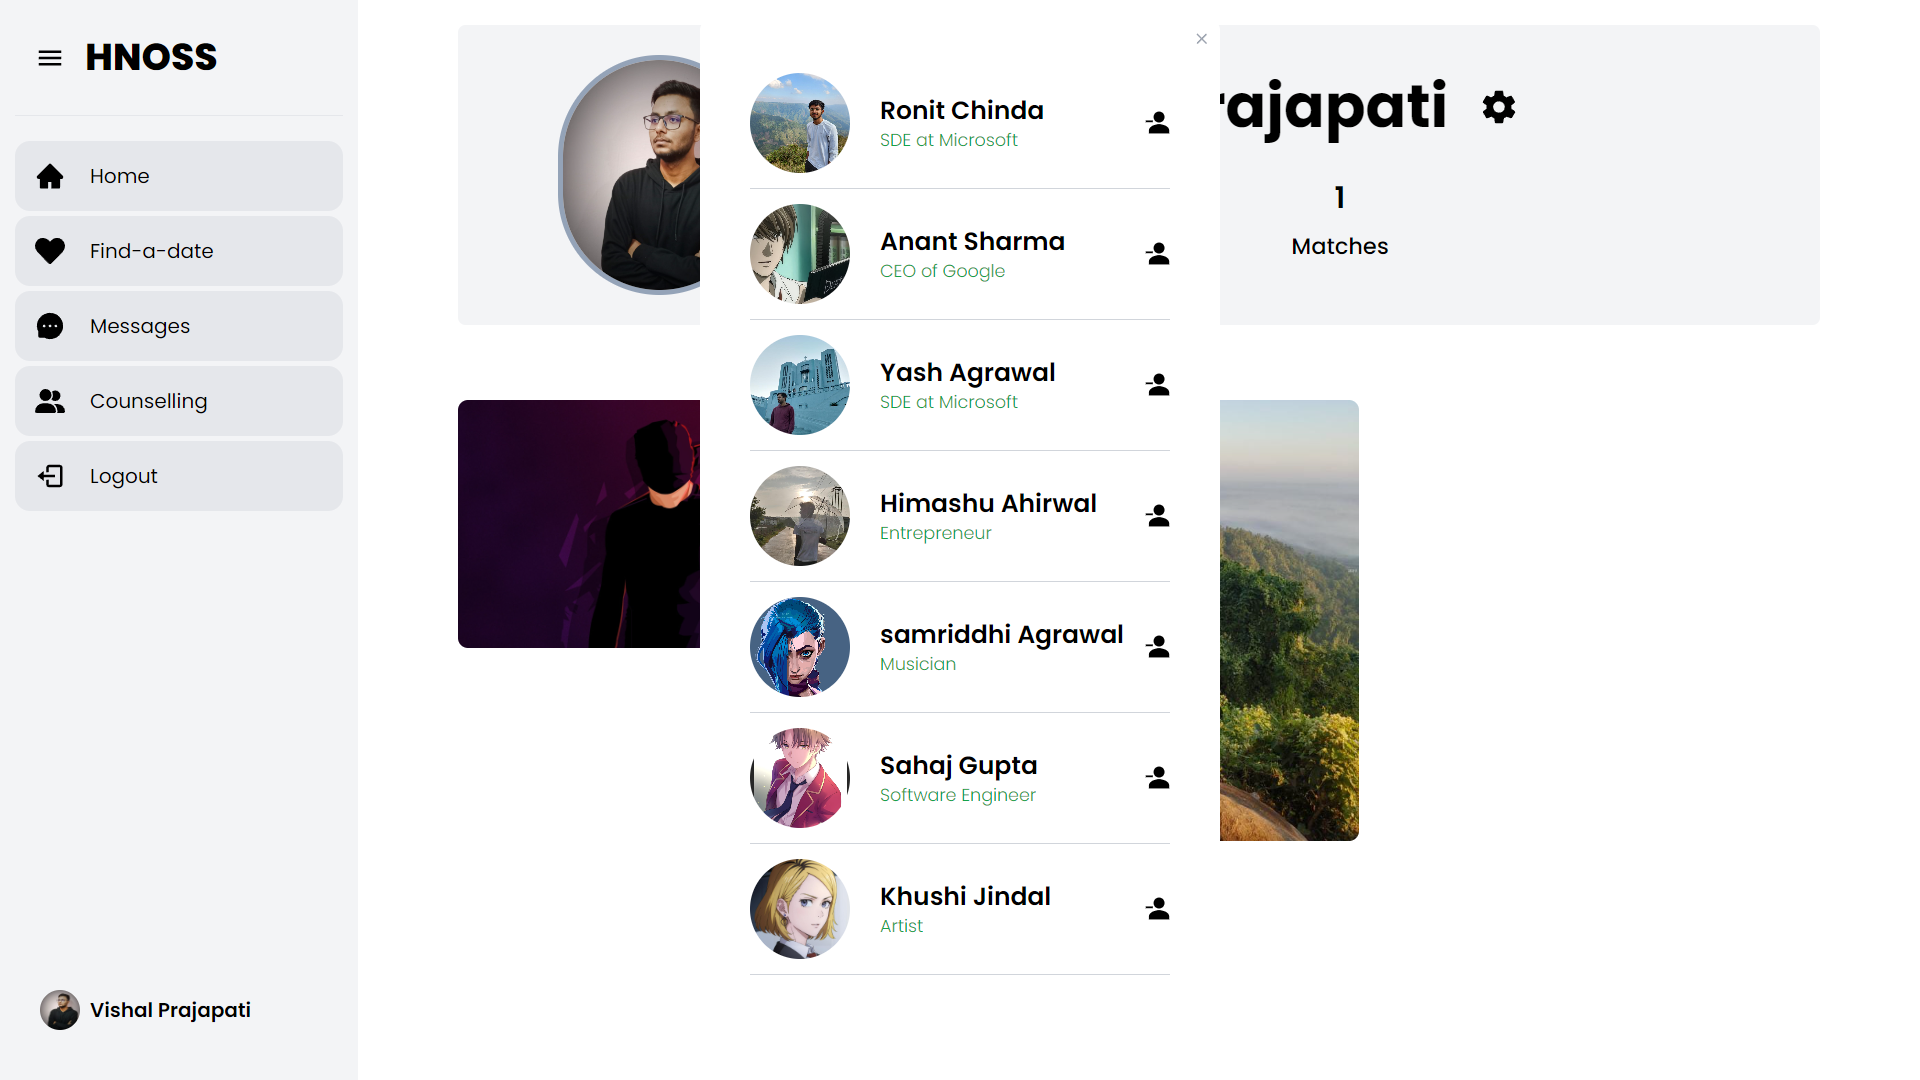 HNOSS
Home
Find-a-date
Messages
Counselling
Logout
Vishal Prajapati
Ronit Chinda
SDE at Microsoft
Anant Sharma
CEO of Google
Yash Agrawal
SDE at Microsoft
Himashu Ahirwal
Entrepreneur
samriddhi Agrawal
Musician
Sahaj Gupta
Software Engineer
Khushi Jindal
Artist
rajapati
1
Matches